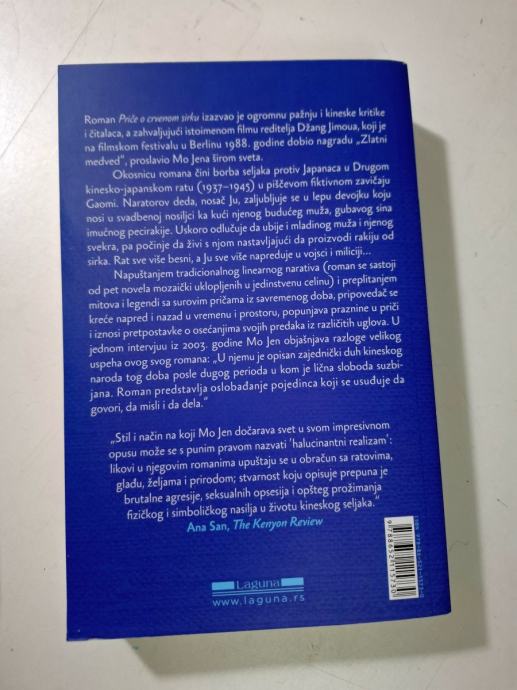 Roman Priče o crvenom sirku izazvao je ogromnu pažnju i kineske kritike
i čitalaca, a zahvaljujući istoimenom filmu reditelja Džang Jimoua, koji je
na filmskom festivalu u Berlinu 1988. godine dobio nagradu „Zlatni
medved“, proslavio Mo Jena širom sveta.
Okosnicu romana čini borba seljaka protiv Japanaca u Drugom
kinesko-japanskom ratu (1937–1945) u piščevom fiktivnom zavičaju
Gaomi. Naratorov deda, nosač Ju, zaljubljuje se u lepu devojku koju
nosi u svadbenoj nosiljci ka kući njenog budućeg muža, gubavog sina
imućnog pecirakije. Uskoro odlučuje da ubije i mladinog muža i njenog
svekra, pa počinje da živi s njom nastavljajući da proizvodi rakiju od
sirka. Rat sve više besni, a Ju sve više napreduje u vojsci i miliciji...
Napuštanjem tradicionalnog linearnog narativa (roman se sastoji
od pet novela mozaički uklopljenih u jedinstvenu celinu) i preplitanjem
mitova i legendi sa surovim pričama iz savremenog doba, pripovedač se
kreće napred i nazad u vremenu i prostoru, popunjava praznine u priči
i iznosi pretpostavke o osećanjima svojih predaka iz različitih uglova. U
jednom intervjuu iz 2003. godine Mo Jen objašnjava razloge velikog
uspeha ovog svog romana: „U njemu je opisan zajednički duh kineskog
naroda tog doba posle dugog perioda u kom je lična sloboda suzbi-
jana. Roman predstavlja oslobađanje pojedinca koji se usuđuje da
govori, da misli i da dela.“
„Stil i način na koji Mo Jen dočarava svet u svom impresivnom
opusu može se s punim pravom nazvati ‘halucinantni realizam’:
likovi u njegovim romanima upuštaju se u obračun sa ratovima,
glađu, željama i prirodom; stvarnost koju opisuje prepuna je
brutalne agresije, seksualnih opsesija i opšteg prožimanja
fizičkog i simboličkog nasilja u životu kineskog seljaka.“
Ana San, The Kenyon Review
Laguna
www.laguna.rs
9788652115730